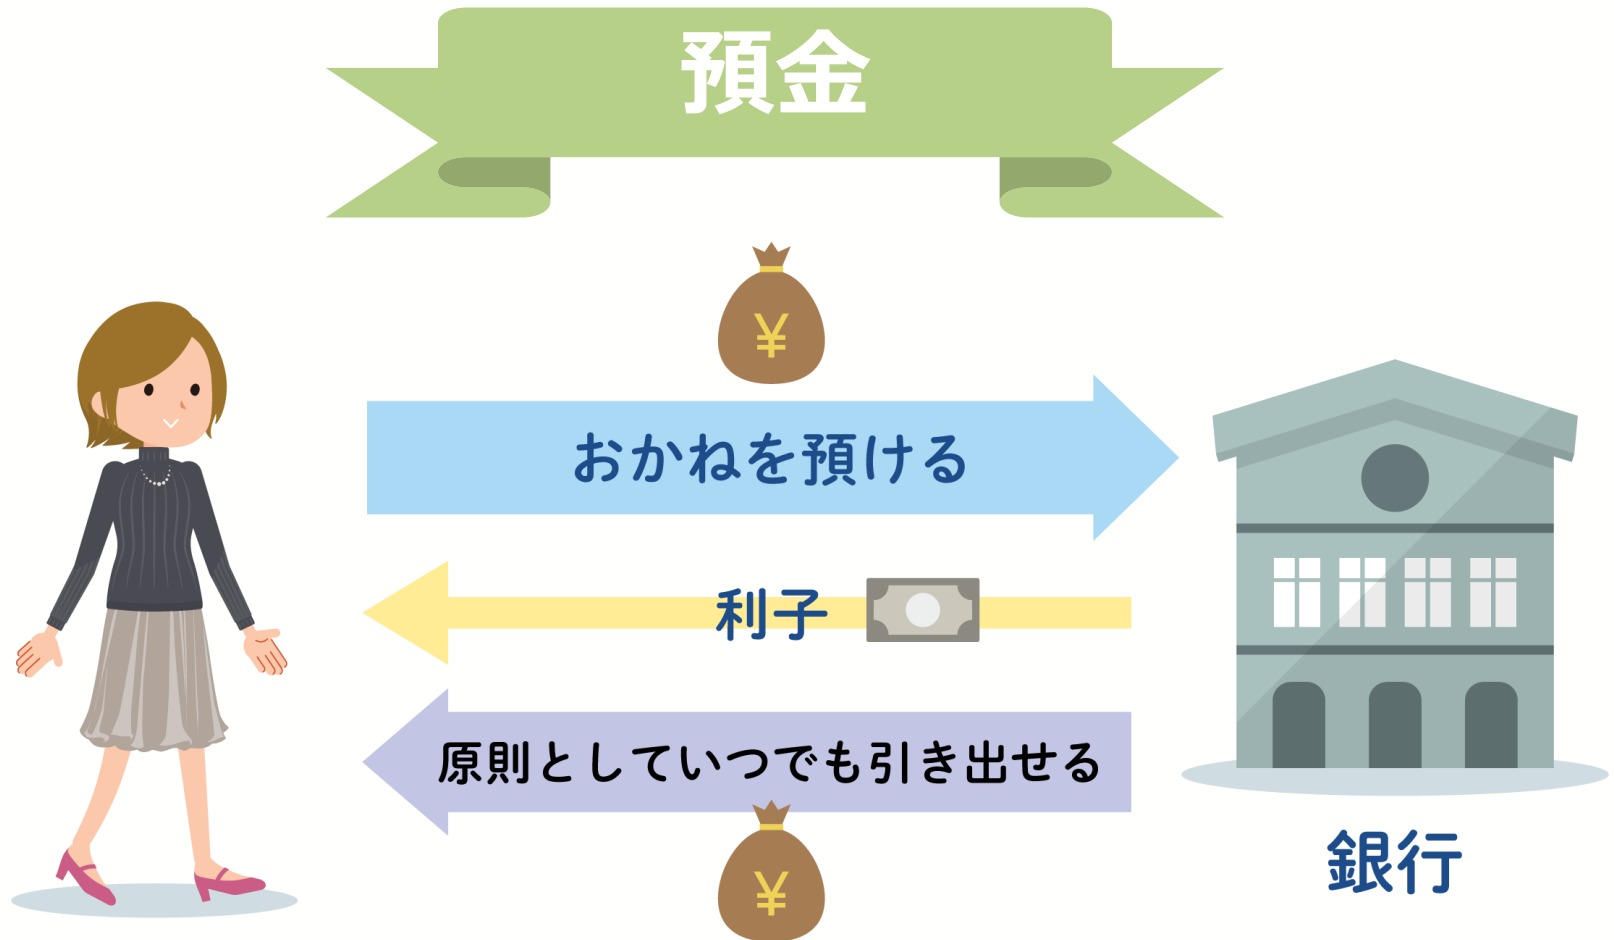 預金
¥
おかねを預ける
利子
原則としていつでも引き出せる
¥
銀行